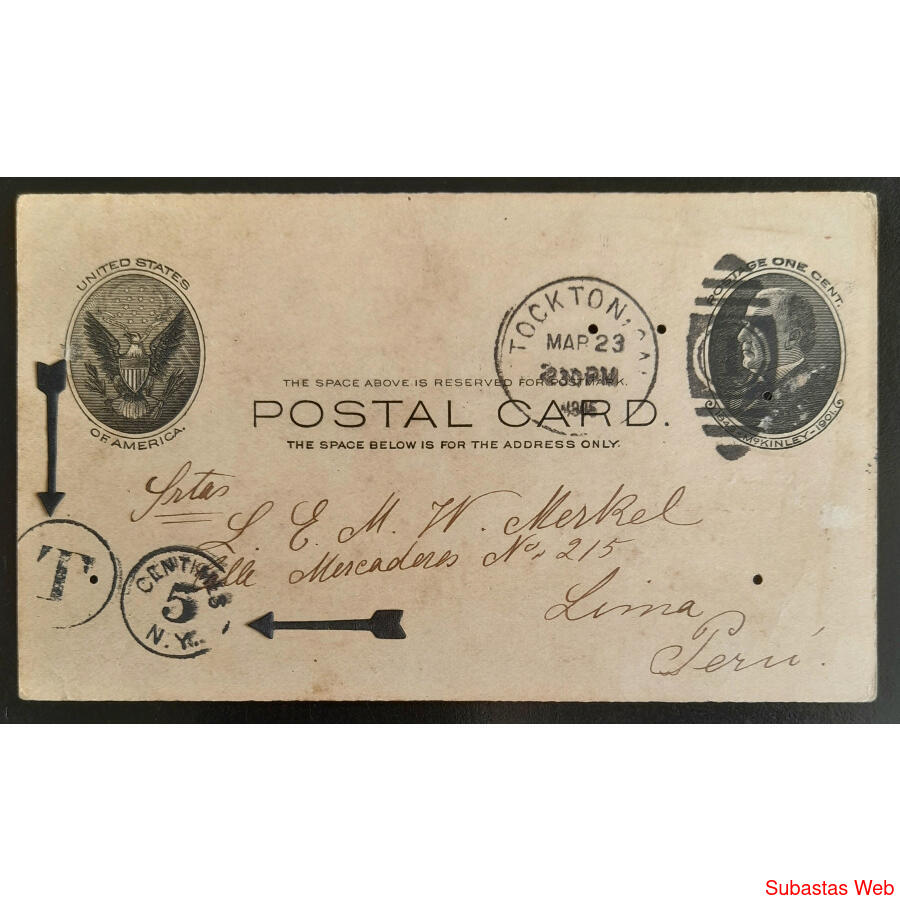 UNITED STATES
OF AMERICA.
TOCKTON, CA
MAR 23
230 PM
POSTAGE ONE CENT.
McKINLEY-1901.
THE SPACE ABOVE IS RESERVED FOR POSTMARK.
POSTAL CARD.
THE SPACE BELOW IS FOR THE ADDRESS ONLY.
Srtas
L E. M. W. Merkel
Calle Mercaderes No. 215
Lima
Perú.
T.
CENTIMES
5
N.Y.
Subastas Web